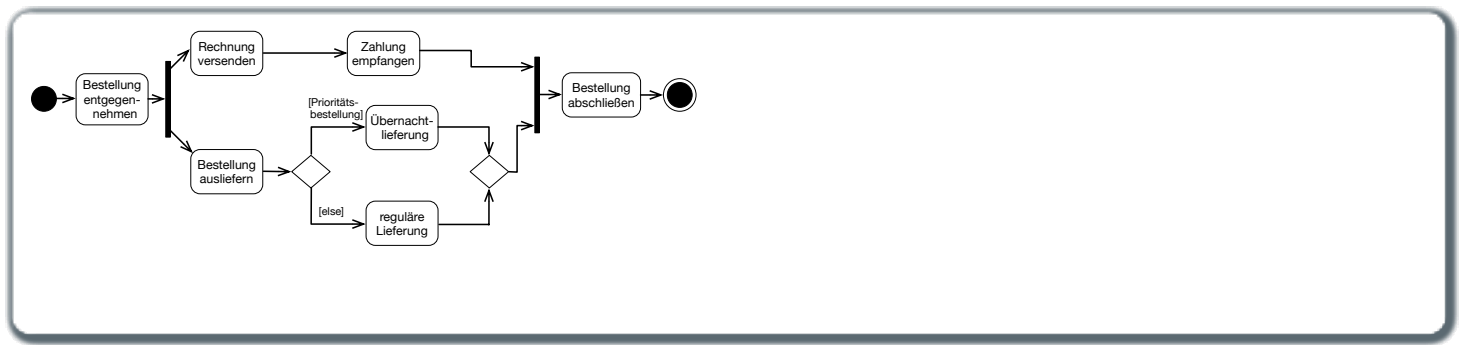 Bestellung
entgegen-
nehmen
Rechnung
versenden
Zahlung
empfangen
Bestellung
ausliefern
[Prioritäts-
bestellung]
Übernacht-
lieferung
[else]
reguläre
Lieferung
Bestellung
abschließen